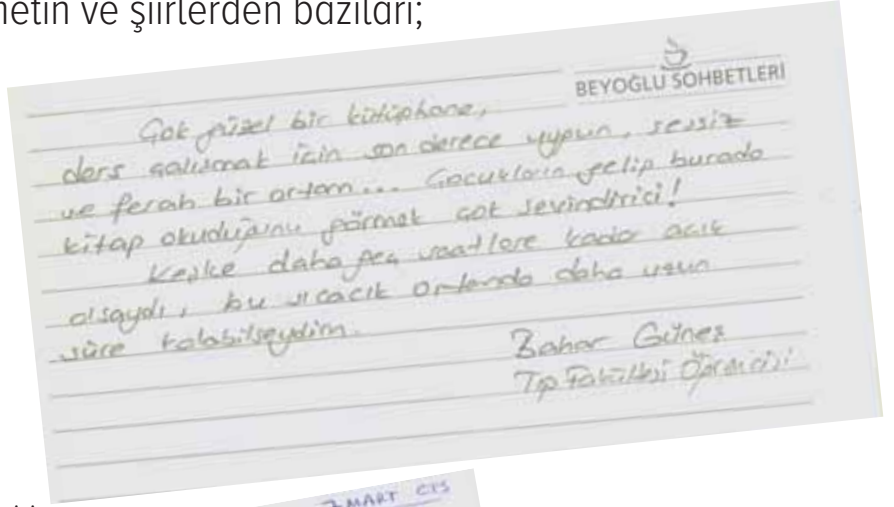 metin ve şiirlerden bazıları;
BEYOĞLU SOHBETLERİ
Çok güzel bir kütüphane,
ders çalışmak için son derece uygun, sessiz
ve ferah bir ortam... Çocukların gelip burada
kitap okuduğunu görmek çok sevindirici!
Keşke daha geç saatlere kadar açık
olsaydı, bu sıcacık ortamda daha uzun
süre kalabilseydim.
Bahar Güneş
Tıp Fakültesi Öğrencisi
MART CTS